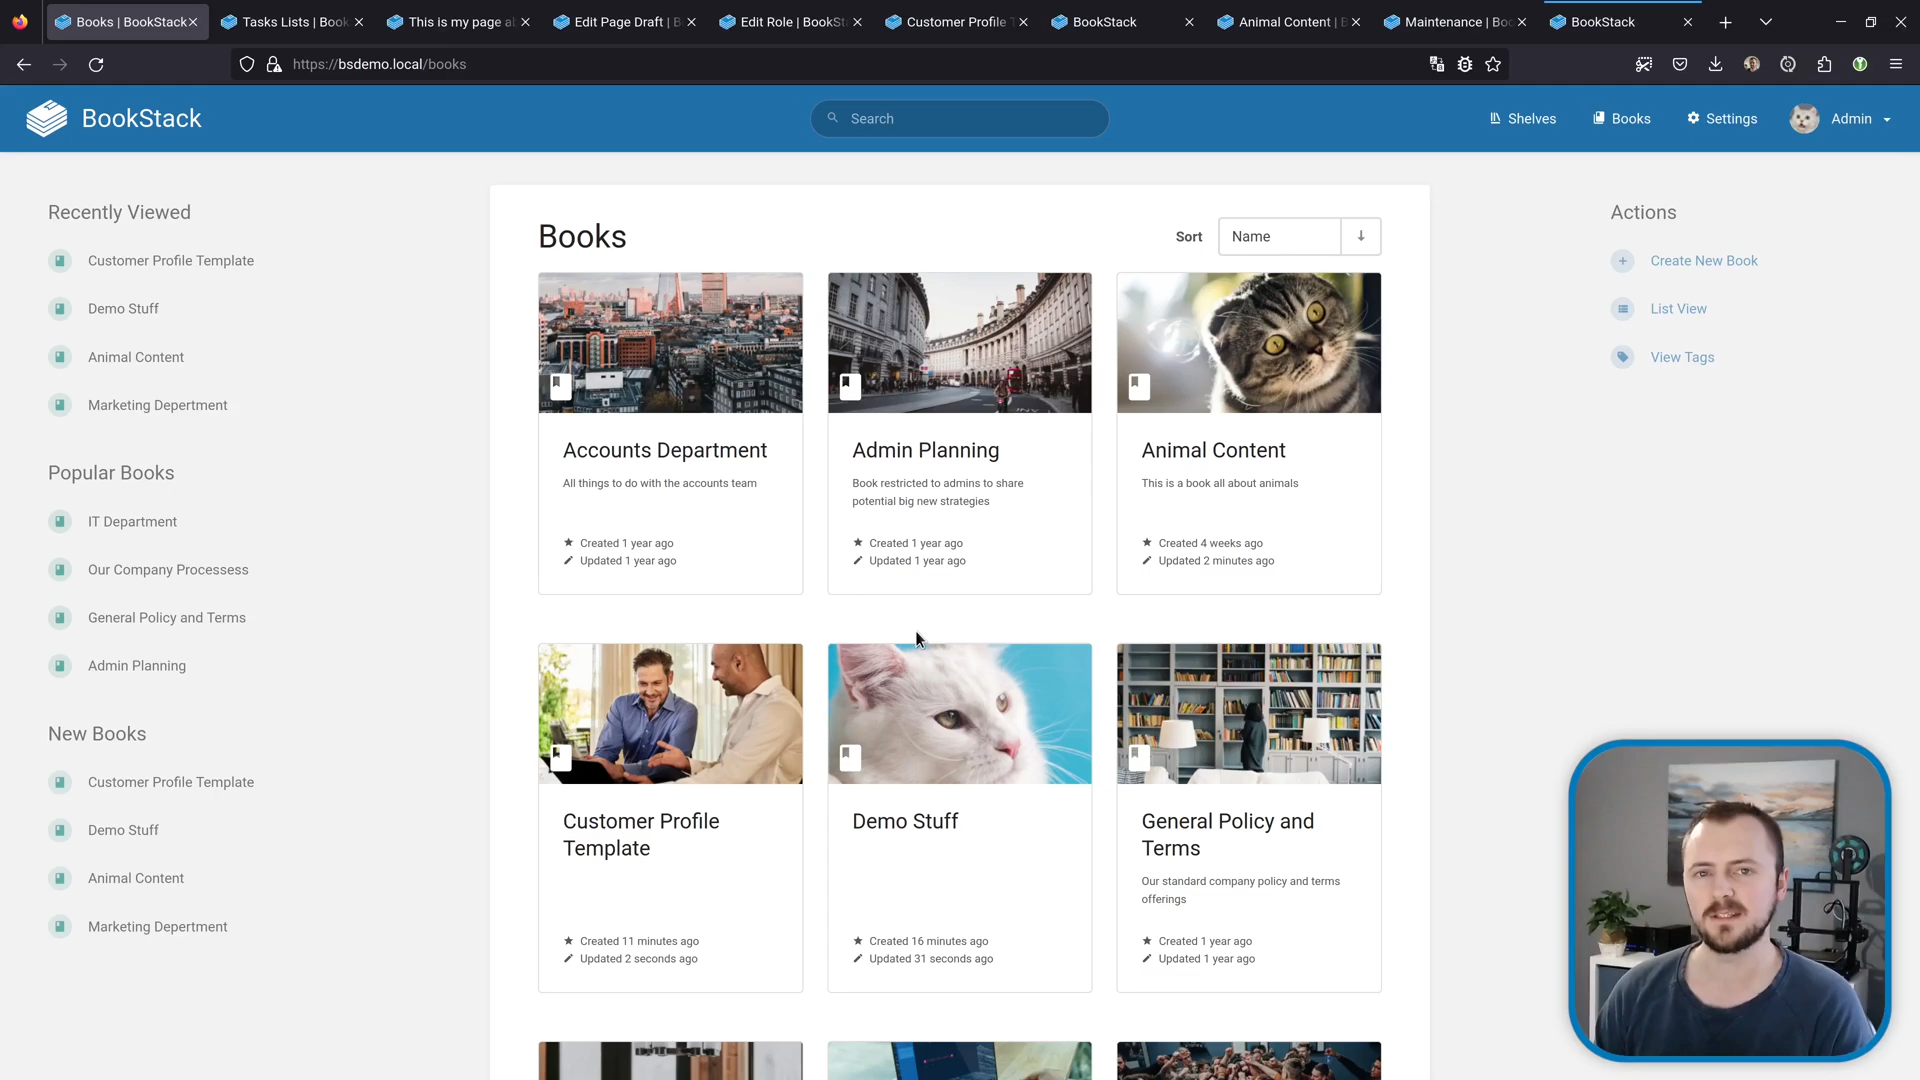 Books | BookStack
Tasks Lists | Book
This is my page a
Edit Page Draft | B
Edit Role | BookSt
Customer Profile T
BookStack
Animal Content | B
Maintenance | Boo
BookStack
https://bsdemo.local/books
BookStack
Search
Shelves
Books
Settings
Admin
Recently Viewed
Customer Profile Template
Demo Stuff
Animal Content
Marketing Depertment
Popular Books
IT Department
Our Company Processess
General Policy and Terms
Admin Planning
New Books
Customer Profile Template
Demo Stuff
Animal Content
Marketing Depertment
Books
Sort
Name
Accounts Department
All things to do with the accounts team
Created 1 year ago
Updated 1 year ago
Admin Planning
Book restricted to admins to share
potential big new strategies
Created 1 year ago
Updated 1 year ago
Animal Content
This is a book all about animals
Created 4 weeks ago
Updated 2 minutes ago
Customer Profile
Template
Created 11 minutes ago
Updated 2 seconds ago
Demo Stuff
Created 16 minutes ago
Updated 31 seconds ago
General Policy and
Terms
Our standard company policy and terms
offerings
Created 1 year ago
Updated 1 year ago
Actions
Create New Book
List View
View Tags